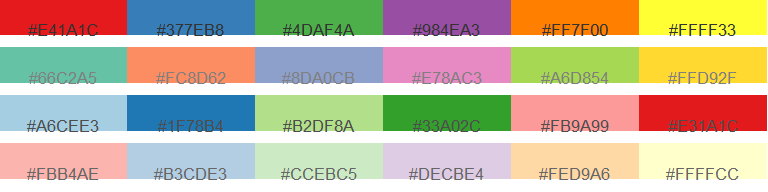 #E41A1C #377EB8 #4DAF4A #984EA3 #FF7F00 #FFFF33
#66C2A5 #FC8D62 #8DA0CB #E78AC3 #A6D854 #FFD92F
#A6CEE3 #1F78B4 #B2DF8A #33A02C #FB9A99 #E31A1C
#FBB4AE #B3CDE3 #CCEBC5 #DECBE4 #FED9A6 #FFFFCC